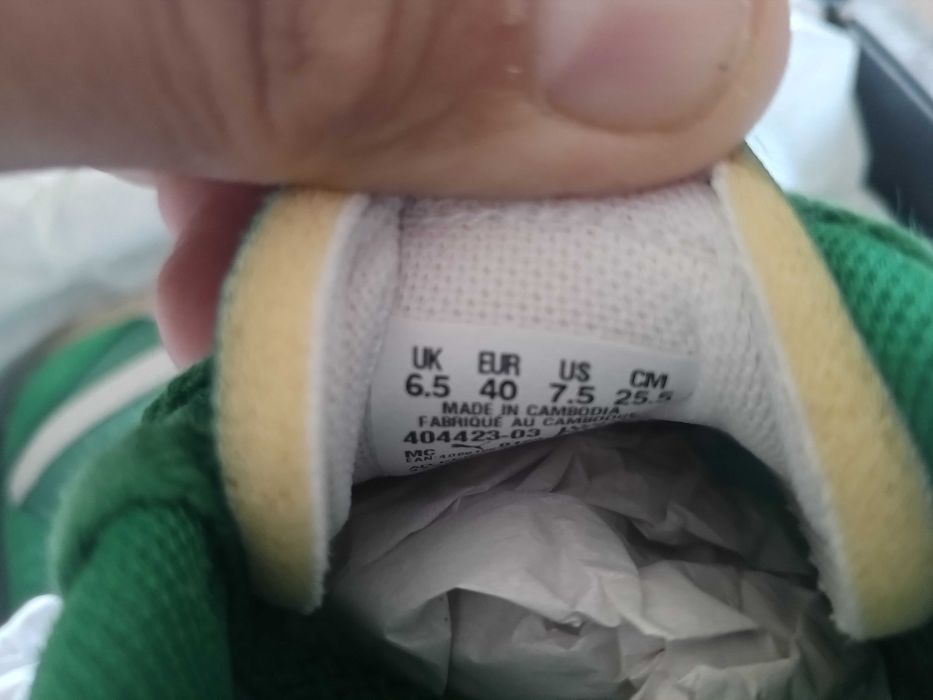 UK EUR US CM
6.5 40 7.5 25.5
MADE IN CAMBODIA
FABRIQUE AU CAMBODGE
404423-03
MC